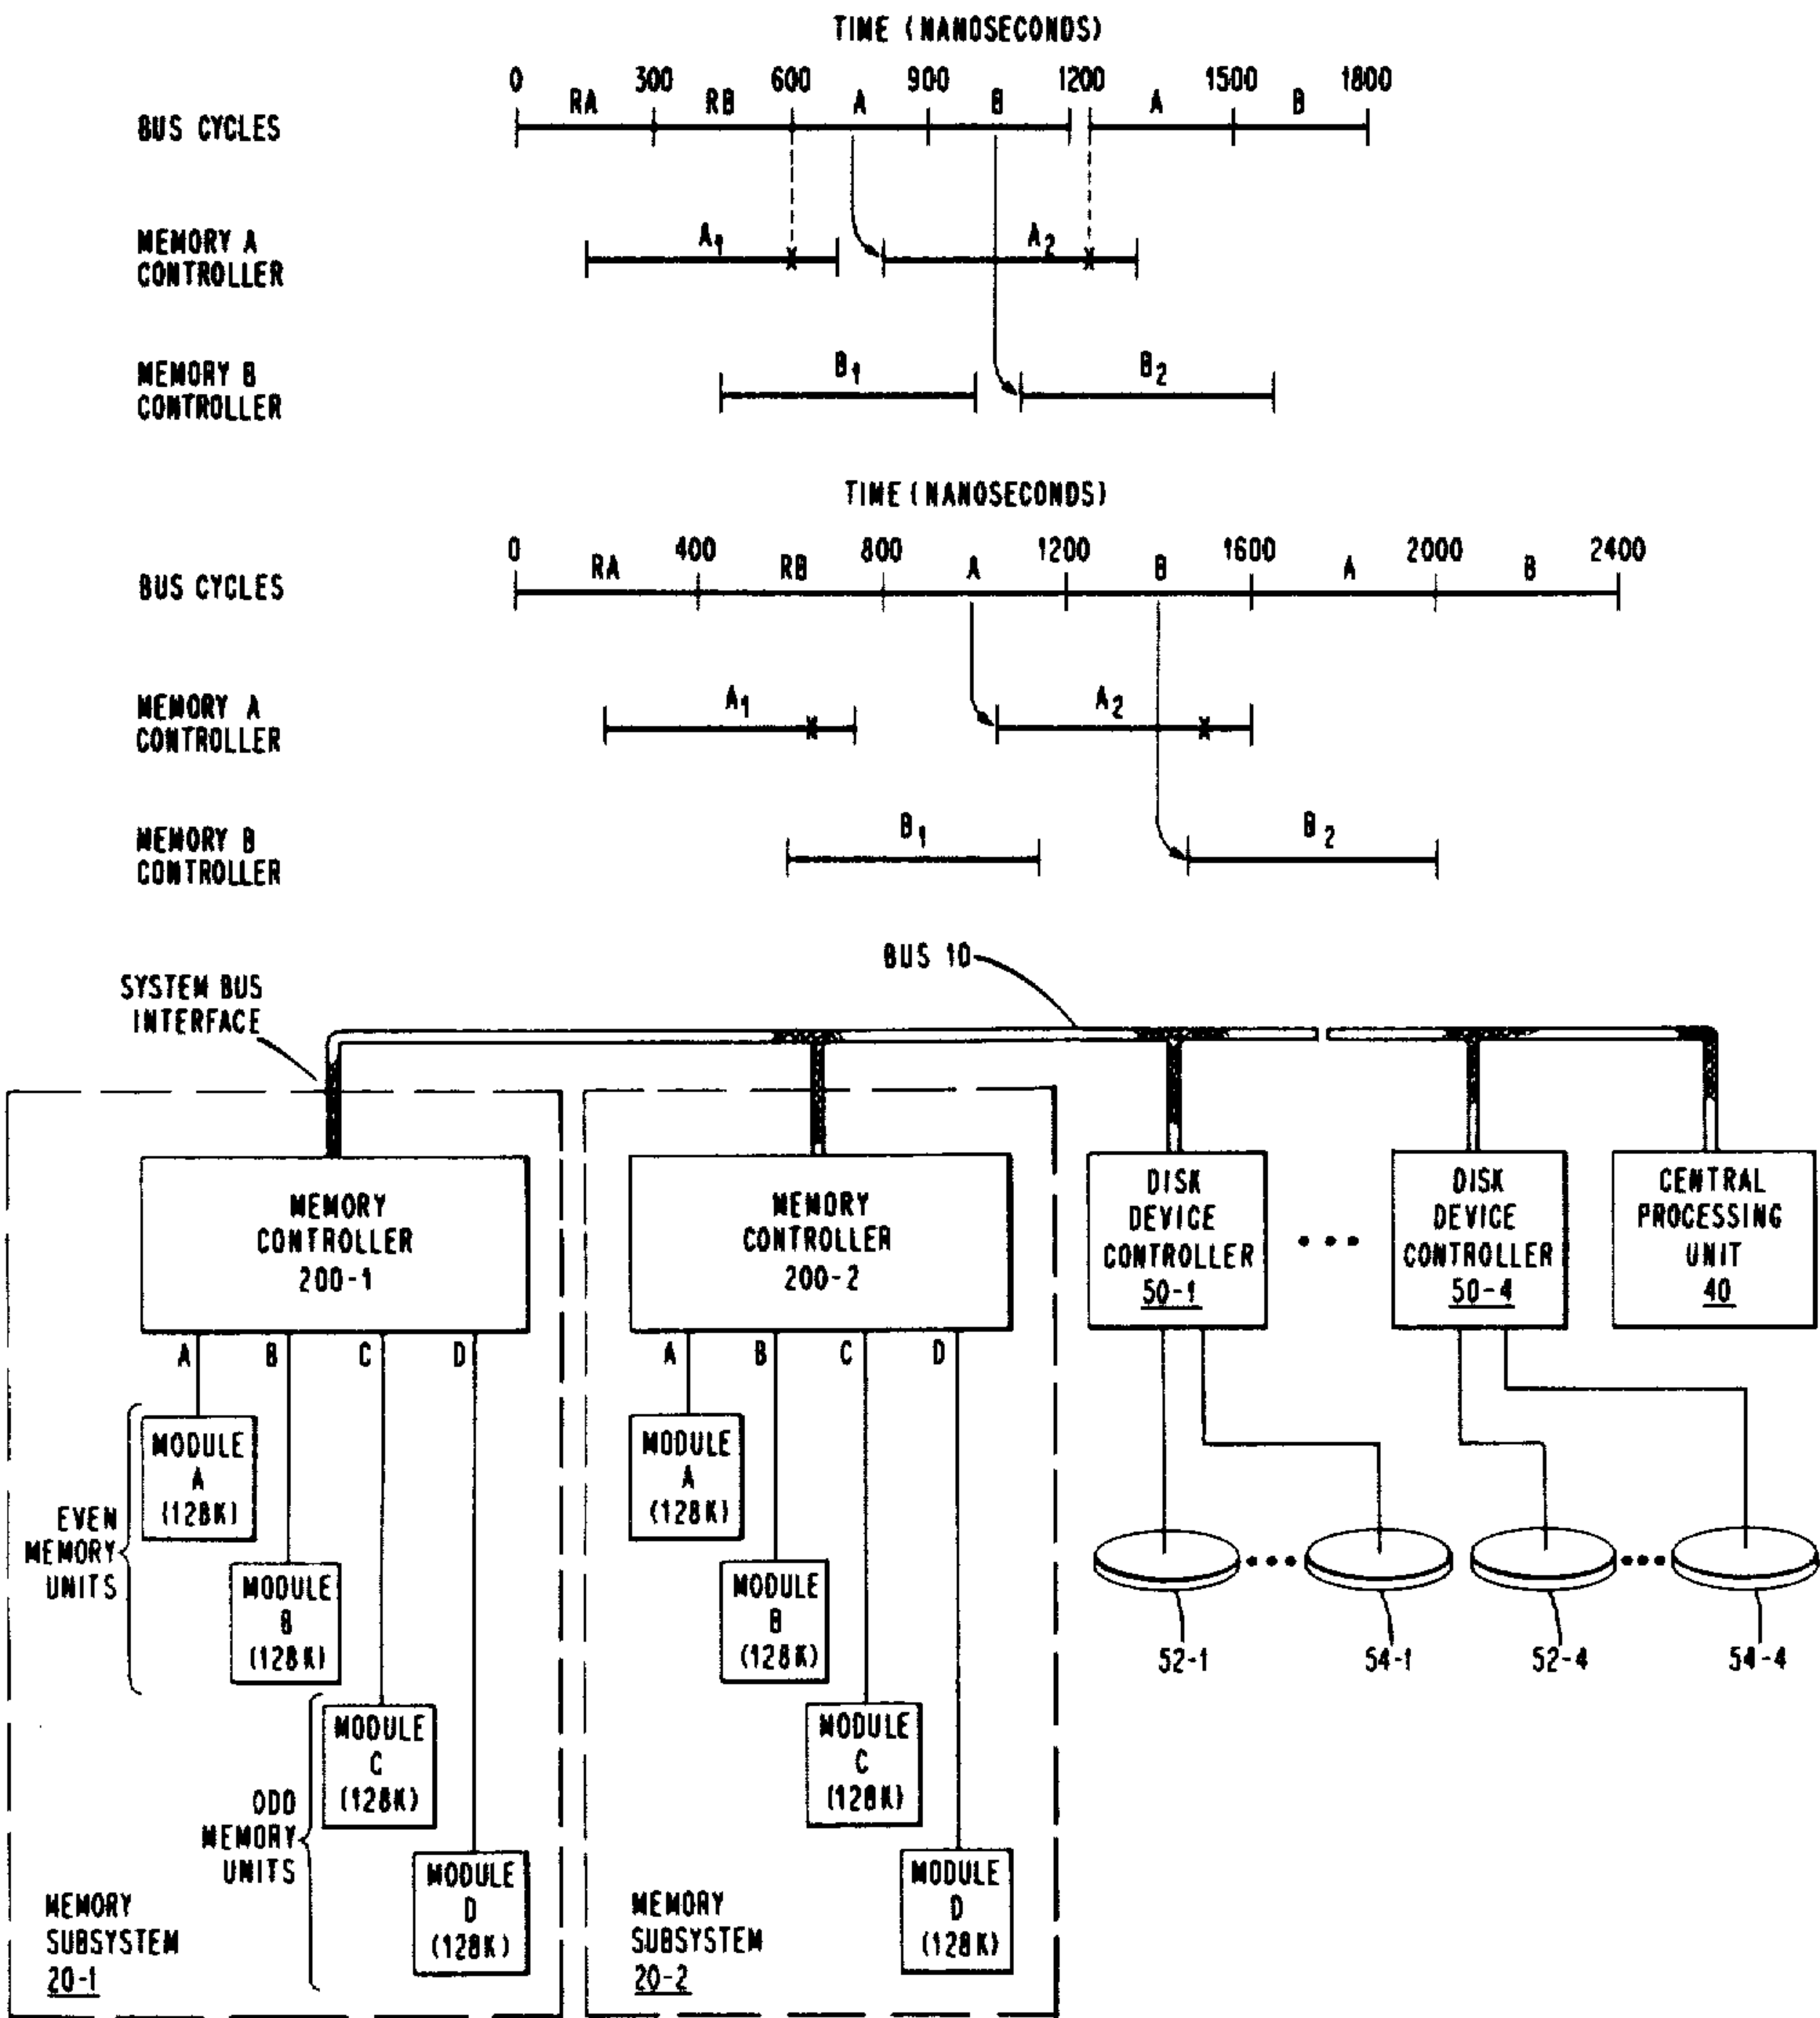 TIME (NANOSECONDS)
0 300 600 900 1200 1500 1800
RA RB A B A B
BUS CYCLES
MEMORY A
CONTROLLER
A1 A2
MEMORY B
CONTROLLER
B1 B2
TIME (NANOSECONDS)
0 400 800 1200 1600 2000 2400
RA RB A B A B
BUS CYCLES
MEMORY A
CONTROLLER
A1 A2
MEMORY B
CONTROLLER
B1 B2
BUS 10
SYSTEM BUS
INTERFACE
MEMORY
CONTROLLER
200-1
MEMORY
CONTROLLER
200-2
DISK
DEVICE
CONTROLLER
50-1
DISK
DEVICE
CONTROLLER
50-4
CENTRAL
PROCESSING
UNIT
40
A B C D
A B C D
MODULE
A
(128K)
MODULE
B
(128K)
MODULE
C
(128K)
MODULE
D
(128K)
EVEN
MEMORY
UNITS
ODD
MEMORY
UNITS
MEMORY
SUBSYSTEM
20-1
MODULE
A
(128K)
MODULE
B
(128K)
MODULE
C
(128K)
MODULE
D
(128K)
MEMORY
SUBSYSTEM
20-2
52-1 54-1 52-4 54-4